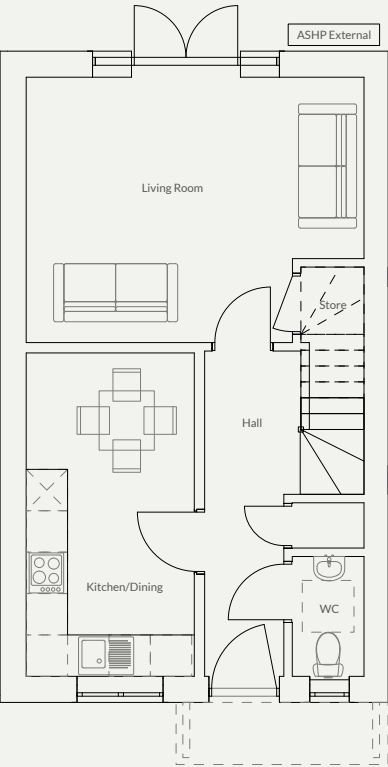 ASHP External
Living Room
Store
Hall
Kitchen/Dining
WC